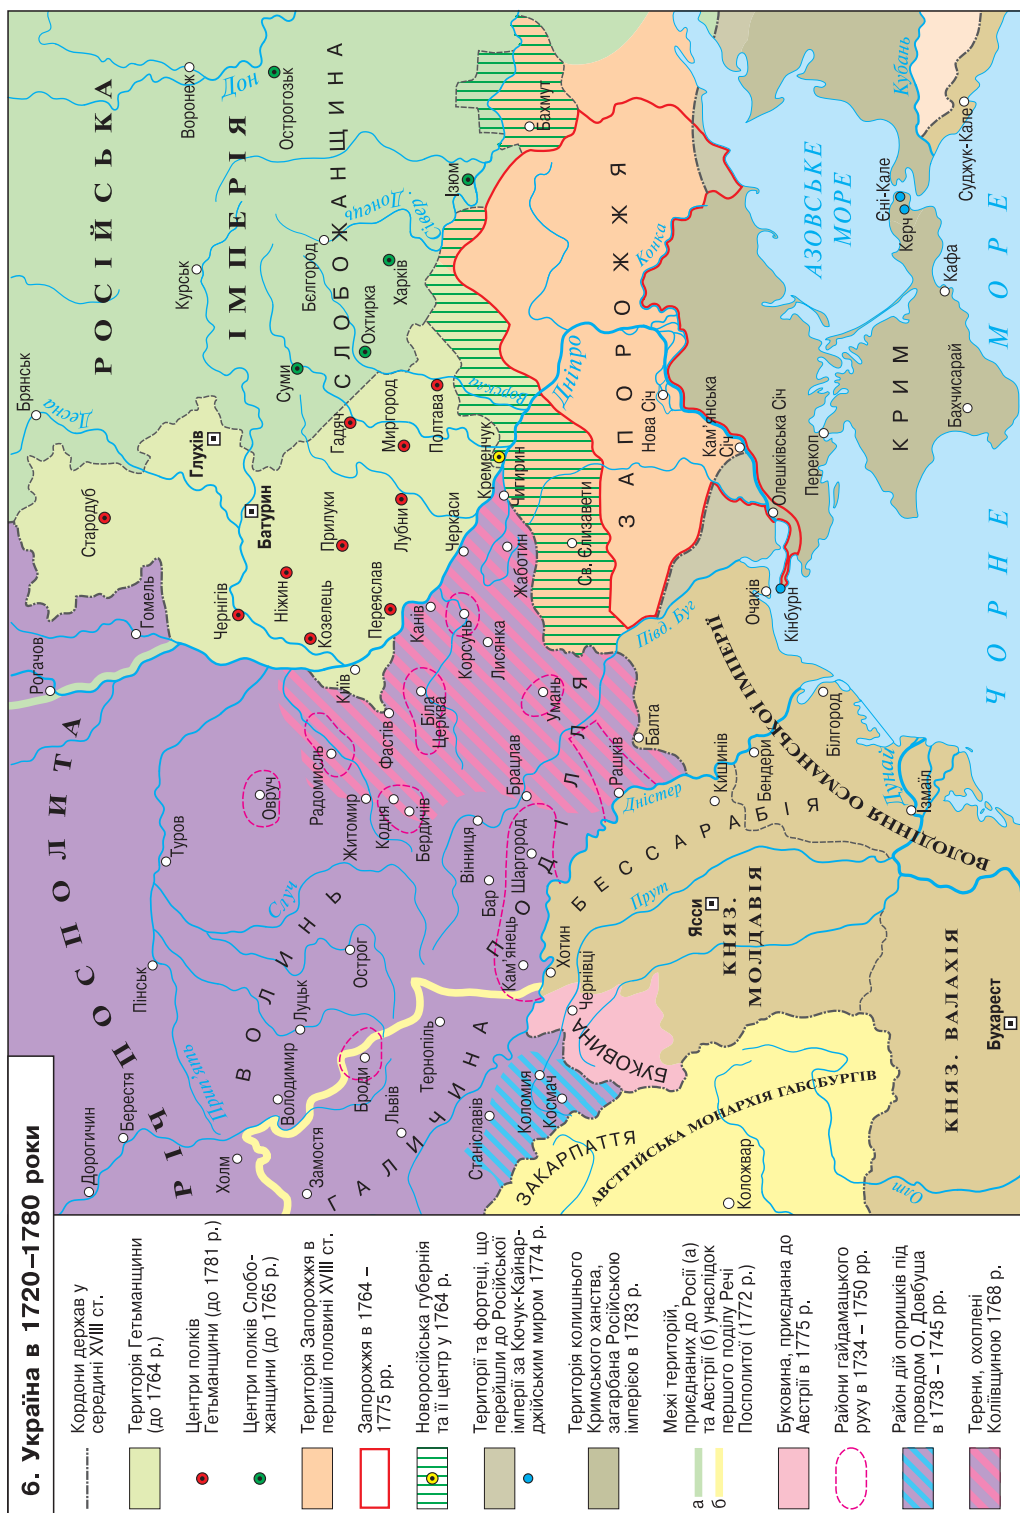 6. Україна в 1720–1780 роки
Кордони держав у
середині XVIII ст.
Територія Гетьманщини
(до 1764 р.)
Центри полків
Гетьманщини (до 1781 р.)
Центри полків Слобо-
жанщини (до 1765 р.)
Територія Запорожжя в
першій половині XVIII ст.
Запорожжя в 1764 –
1775 рр.
Новоросійська губернія
та її центр у 1764 р.
Території та фортеці, що
перейшли до Російської
імперії за Кючук-Кайнар-
джійським миром 1774 р.
Територія колишнього
Кримського ханства,
загарбана Російською
імперією в 1783 р.
а
б
Межі територій,
приєднаних до Росії (а)
та Австрії (б) унаслідок
першого поділу Речі
Посполитої (1772 р.)
Буковина, приєднана до
Австрії в 1775 р.
Райони гайдамацького
руху в 1734 – 1750 рр.
Район дій опришків під
проводом О. Довбуша
в 1738 – 1745 рр.
Терени, охоплені
Коліївщиною 1768 р.
РІЧ ПОСПОЛИТА
РОСІЙСЬКА
ІМПЕРІЯ
СЛОБОЖАНЩИНА
ЗАПОРОЖЖЯ
ВОЛИНЬ
ГАЛИЧИНА
ПОДІЛЛЯ
ЗАКАРПАТТЯ
БУКОВИНА
БЕССАРАБІЯ
КРИМ
АВСТРІЙСЬКА МОНАРХІЯ ГАБСБУРГІВ
КНЯЗ.
МОЛДАВІЯ
КНЯЗ. ВАЛАХІЯ
ВОЛОДІННЯ ОСМАНСЬКОЇ ІМПЕРІЇ
АЗОВСЬКЕ
МОРЕ
ЧОРНЕ МОРЕ
Дорогичин
Берестя
Пінськ
Туров
Рогачов
Гомель
Брянськ
Воронеж
Острогозьк
Курськ
Стародуб
Глухів
Батурин
Чернігів
Ніжин
Козелець
Прилуки
Лубни
Переяслав
Гадяч
Миргород
Полтава
Суми
Охтирка
Харків
Бєлгород
Ізюм
Бахмут
Кременчук
Чигирин
Черкаси
Жаботин
Св. Єлизавети
Канів
Корсунь
Лисянка
Київ
Фастів
Біла
Церква
Умань
Балта
Радомисль
Овруч
Житомир
Кодня
Бердичів
Брацлав
Рашків
Вінниця
Бар
Шаргород
Кам'янець
Хотин
Чернівці
Острог
Луцьк
Володимир
Холм
Замостя
Броди
Львів
Тернопіль
Станіславів
Коломия
Космач
Коложвар
Ясси
Бухарест
Кишинів
Бендери
Білгород
Ізмаїл
Очаків
Кінбурн
Нова Січ
Кам'янська
Січ
Олешківська Січ
Перекоп
Бахчисарай
Кафа
Керч
Єні-Кале
Суджук-Кале
Десна
Дон
Сівер. Донець
Ворскла
Дніпро
Конка
Півд. Буг
Дністер
Прут
Дунай
Олт
Случ
Прип'ять
Кубань